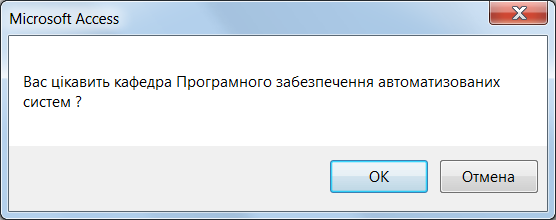 Microsoft Access
Вас цікавить кафедра Програмного забезпечення автоматизованих
систем ?
OK
Отмена